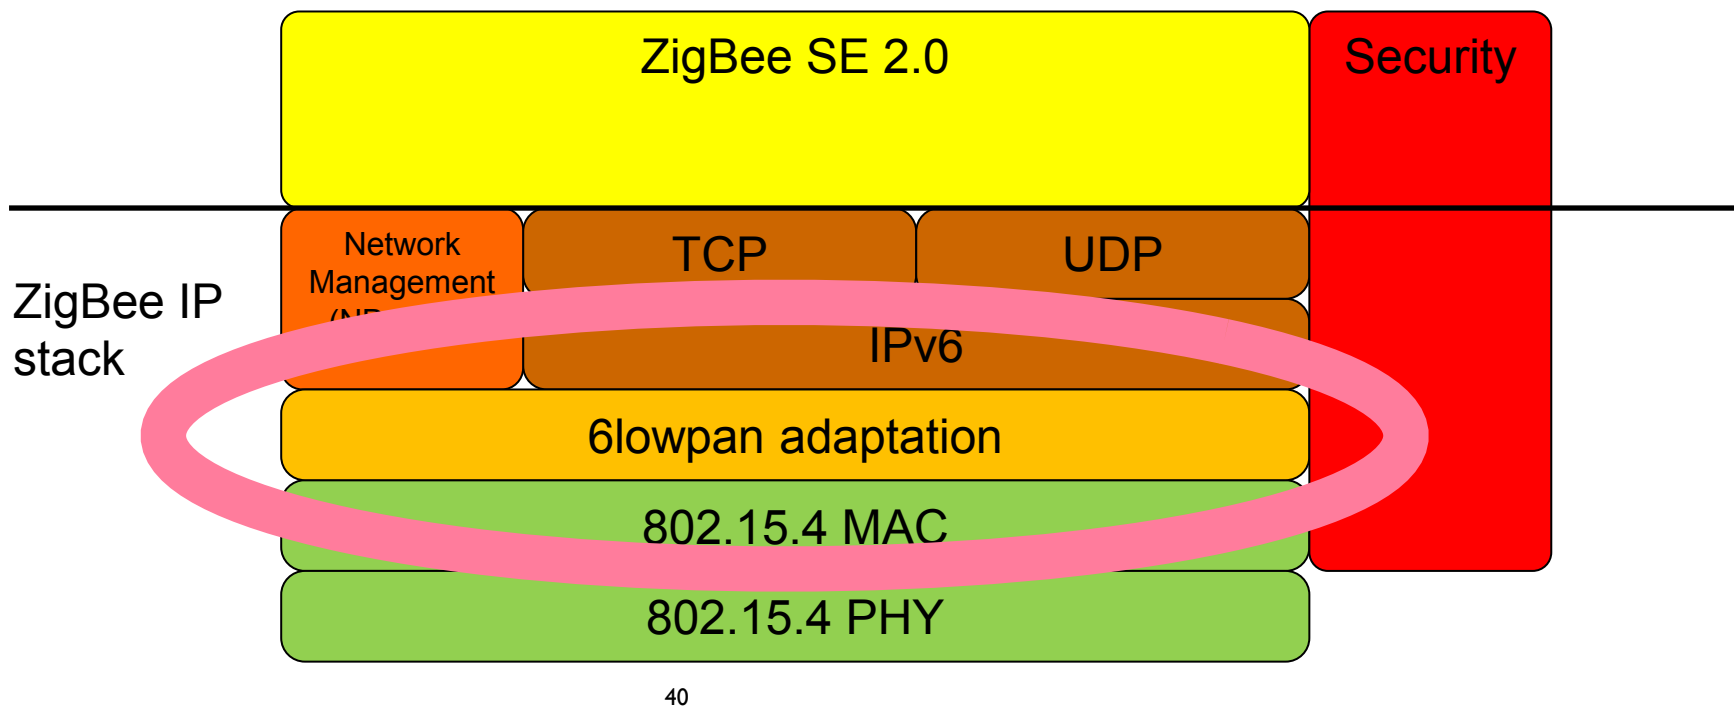 ZigBee SE 2.0
Security
Network
Management
TCP
UDP
ZigBee IP
stack
IPv6
6lowpan adaptation
802.15.4 MAC
802.15.4 PHY
40